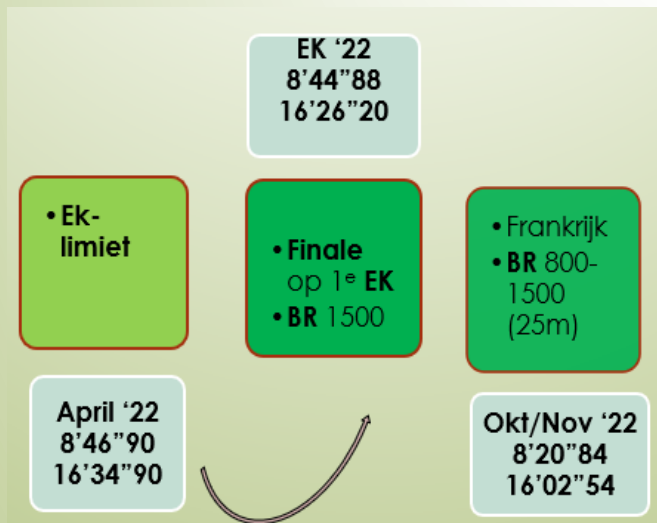 EK ‘22
8’44”88
16’26”20
• Ek-
limiet
• Finale
op 1ᵉ EK
• BR 1500
• Frankrijk
• BR 800-
1500
(25m)
April ‘22
8’46”90
16’34”90
Okt/Nov ‘22
8’20”84
16’02”54